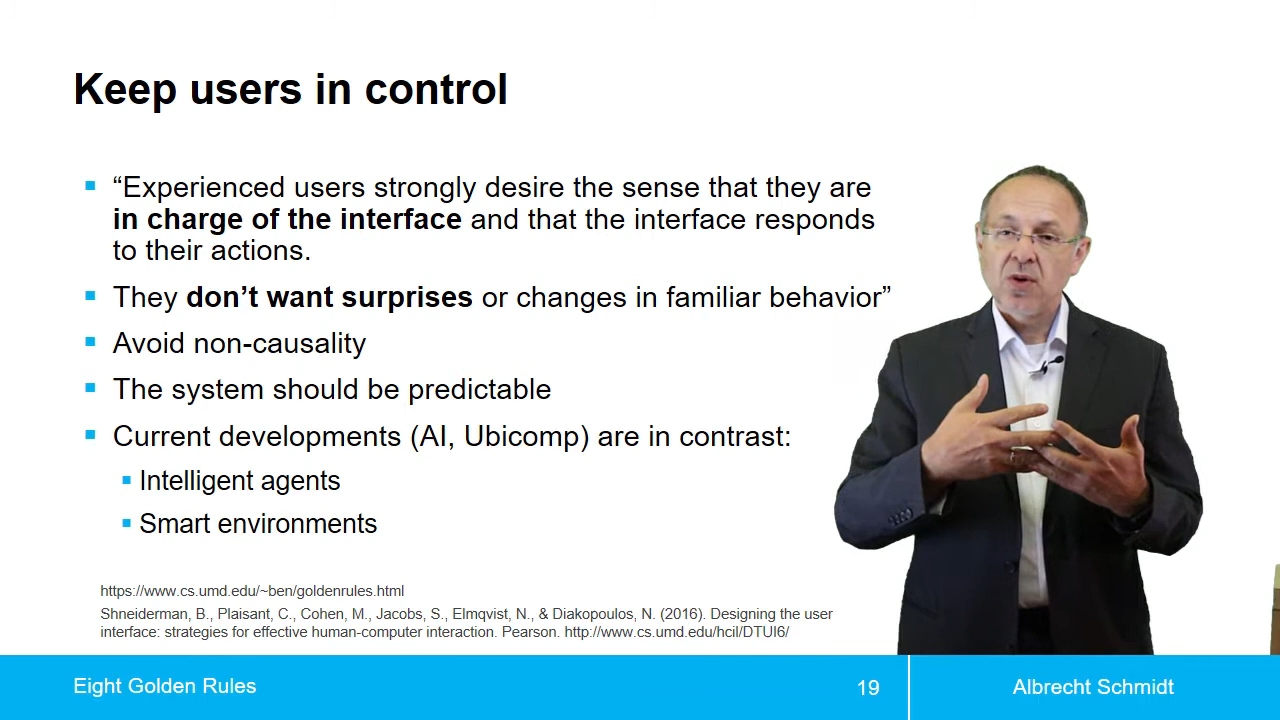 Keep users in control
“Experienced users strongly desire the sense that they are
in charge of the interface and that the interface responds
to their actions.
They don’t want surprises or changes in familiar behavior”
Avoid non-causality
The system should be predictable
Current developments (AI, Ubicomp) are in contrast:
Intelligent agents
Smart environments
https://www.cs.umd.edu/~ben/goldenrules.html
Shneiderman, B., Plaisant, C., Cohen, M., Jacobs, S., Elmqvist, N., & Diakopoulos, N. (2016). Designing the user
interface: strategies for effective human-computer interaction. Pearson. http://www.cs.umd.edu/hcil/DTUI6/
Eight Golden Rules
19
Albrecht Schmidt